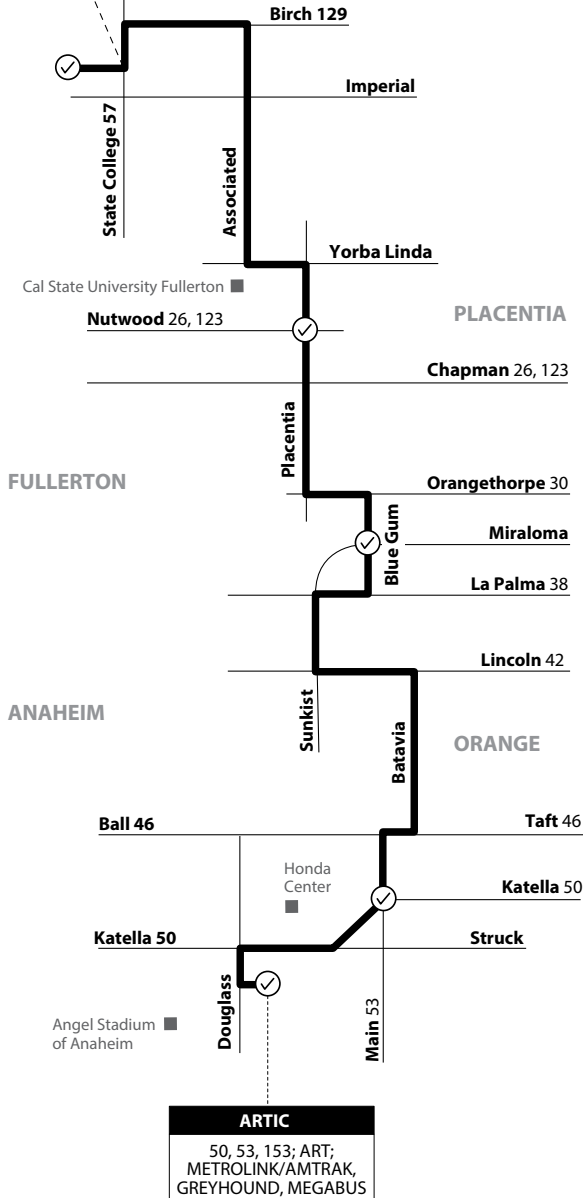 Birch 129
Imperial
State College 57
Associated
Yorba Linda
Cal State University Fullerton
Nutwood 26, 123
PLACENTIA
Chapman 26, 123
Placentia
FULLERTON
Orangethorpe 30
Blue Gum
Miraloma
La Palma 38
Lincoln 42
ANAHEIM
Sunkist
Batavia
ORANGE
Ball 46
Taft 46
Honda
Center
Katella 50
Katella 50
Struck
Douglass
Main 53
Angel Stadium
of Anaheim
ARTIC
50, 53, 153; ART;
METROLINK/AMTRAK,
GREYHOUND, MEGABUS